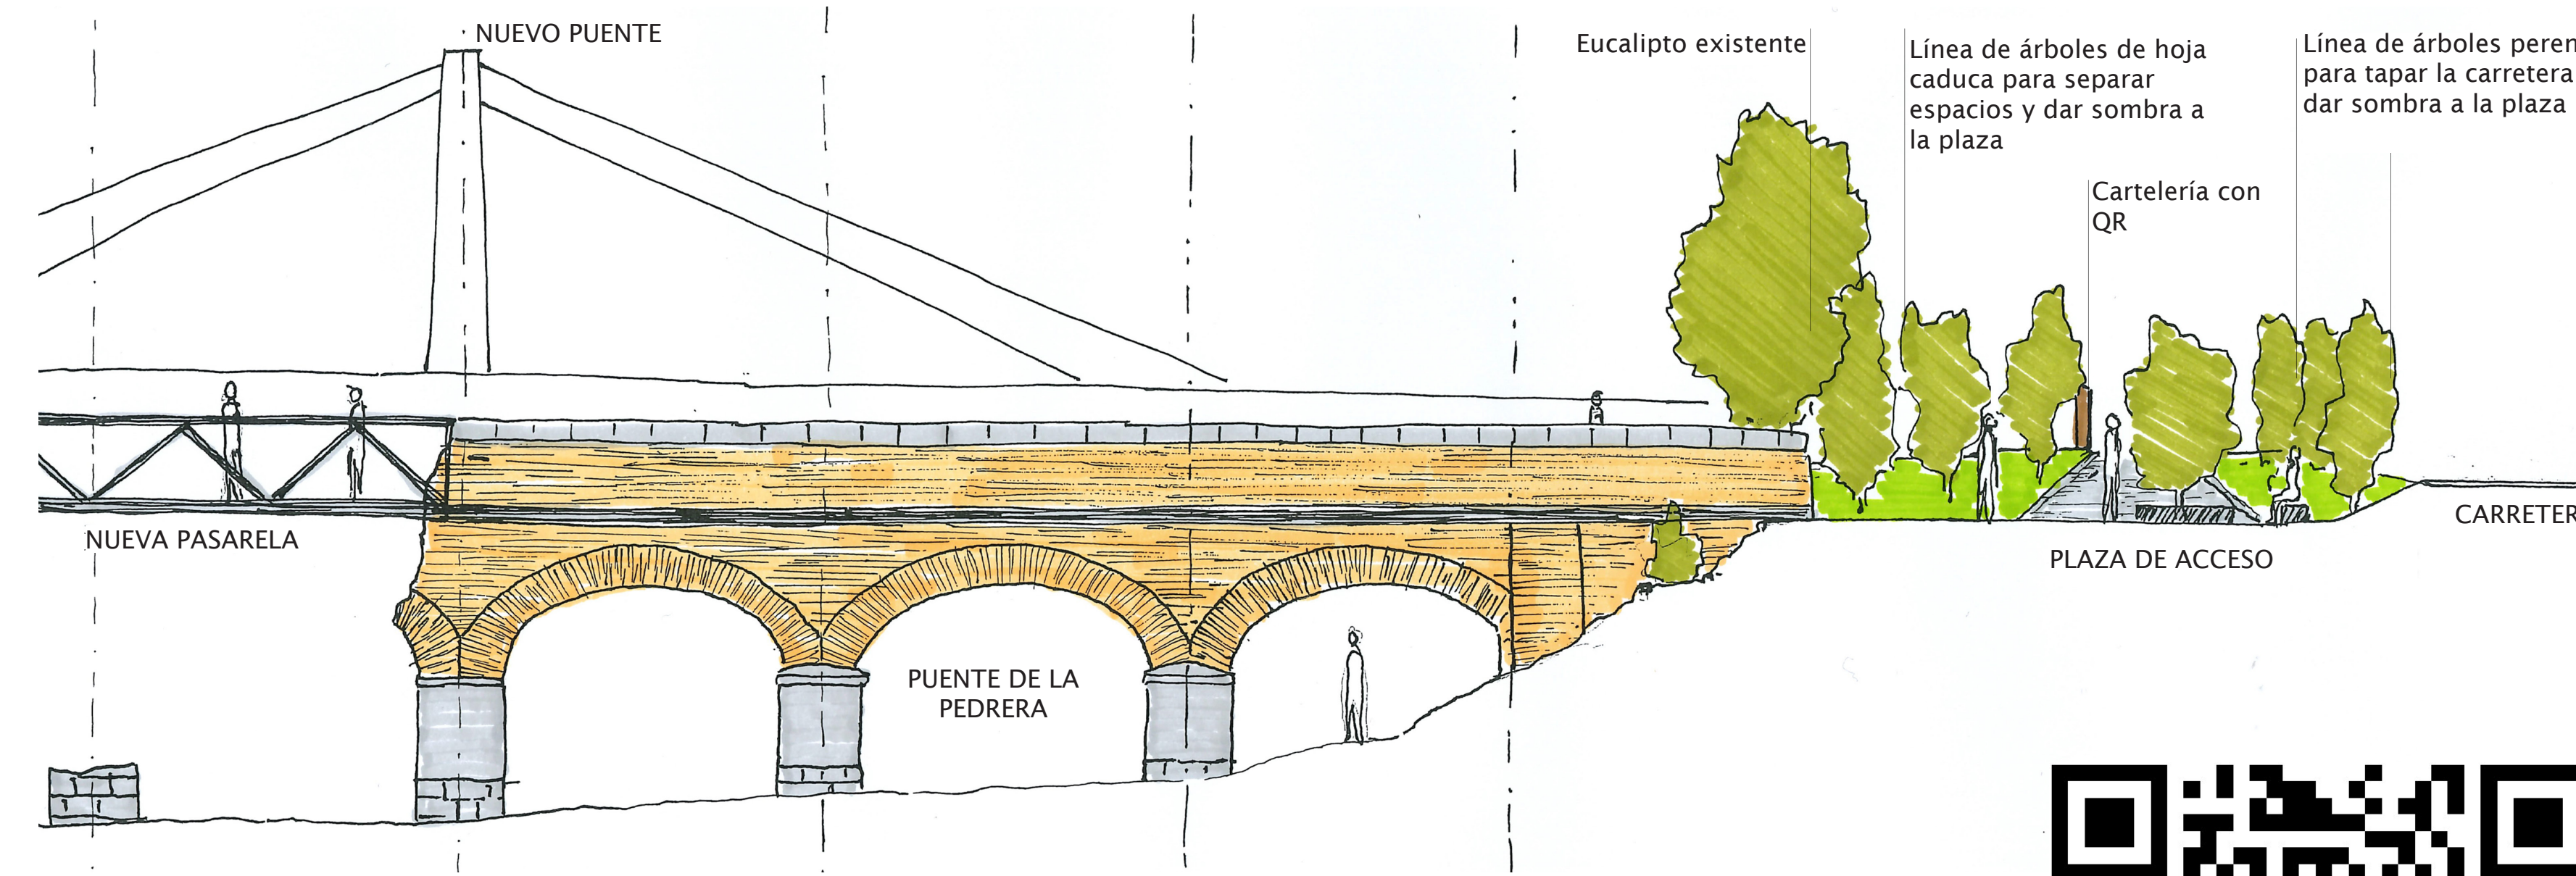 NUEVO PUENTE
Eucalipto existente
Línea de árboles de hoja
caduca para separar
espacios y dar sombra a
la plaza
Línea de árboles
para tapar la carretera
dar sombra a la plaza
Cartelería con
QR
NUEVA PASARELA
PUENTE DE LA
PEDRERA
PLAZA DE ACCESO